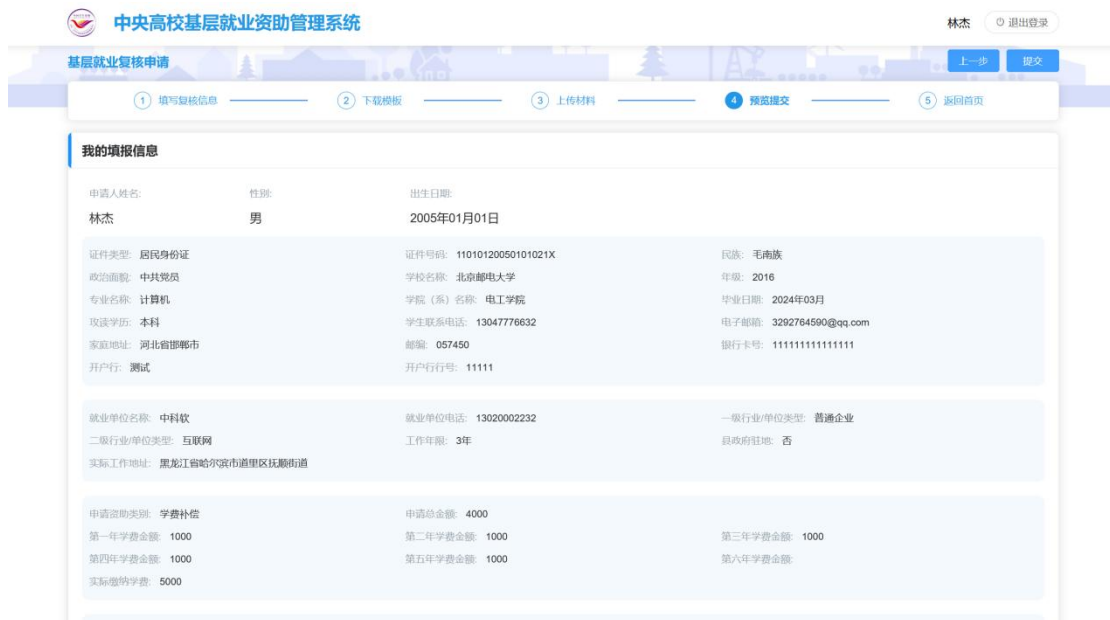 中央高校基层就业资助管理系统 林杰 退出登录
基层就业复核申请 上一步 提交
1 填写复核信息 2 下载模板 3 上传材料 4 预览提交 5 返回首页
我的填报信息
申请人姓名: 性别: 出生日期:
林杰 男 2005年01月01日
证件类型: 居民身份证 证件号码: 11010120050101021X 民族: 毛南族
政治面貌: 中共党员 学校名称: 北京邮电大学 年级: 2016
专业名称: 计算机 学院（系）名称: 电工学院 毕业日期: 2024年03月
攻读学历: 本科 学生联系电话: 13047776632 电子邮箱: 3292764590@qq.com
家庭地址: 河北省邯郸市 邮编: 057450 银行卡号: 111111111111111
开户行: 测试 开户行行号: 11111
就业单位名称: 中科软 就业单位电话: 13020002232 一级行业/单位类型: 普通企业
二级行业/单位类型: 互联网 工作年限: 3年 县政府驻地: 否
实际工作地址: 黑龙江省哈尔滨市道里区抚顺街道
申请资助类别: 学费补偿 申请总金额: 4000
第一年学费金额: 1000 第二年学费金额: 1000 第三年学费金额: 1000
第四年学费金额: 1000 第五年学费金额: 1000 第六年学费金额:
实际缴纳学费: 5000